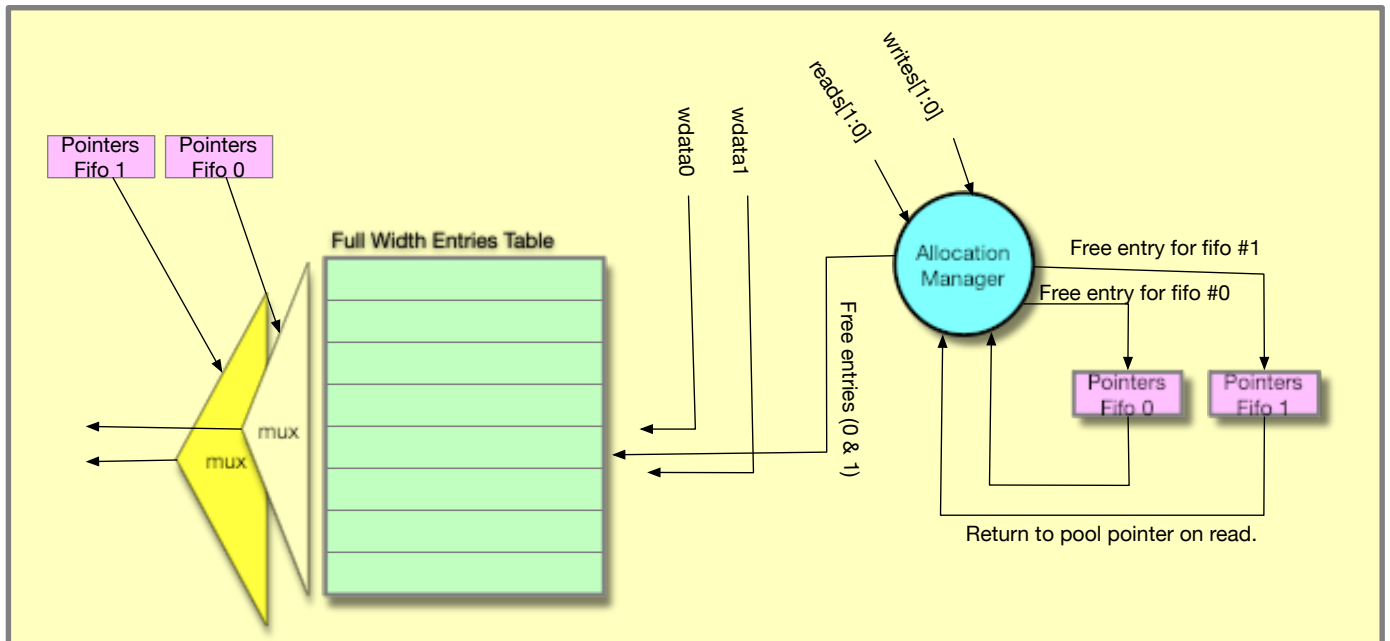 writes[1:0]
reads[1:0]
wdata0
wdata1
Pointers
Fifo 1
Pointers
Fifo 0
Full Width Entries Table
Allocation
Manager
Free entry for fifo #1
Free entry for fifo #0
Free entries (0 & 1)
Pointers
Fifo 0
Pointers
Fifo 1
mux
mux
Return to pool pointer on read.